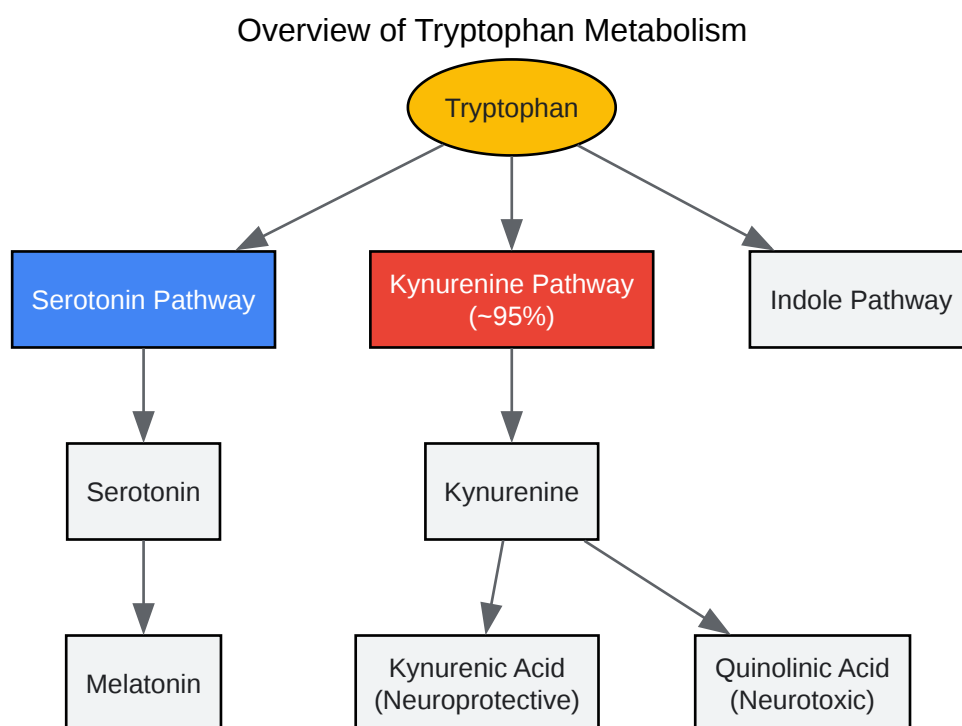 Overview of Tryptophan Metabolism
Tryptophan
Serotonin Pathway
Kynurenine Pathway
(~95%)
Indole Pathway
Serotonin
Kynurenine
Melatonin
Kynurenic Acid
(Neuroprotective)
Quinolinic Acid
(Neurotoxic)